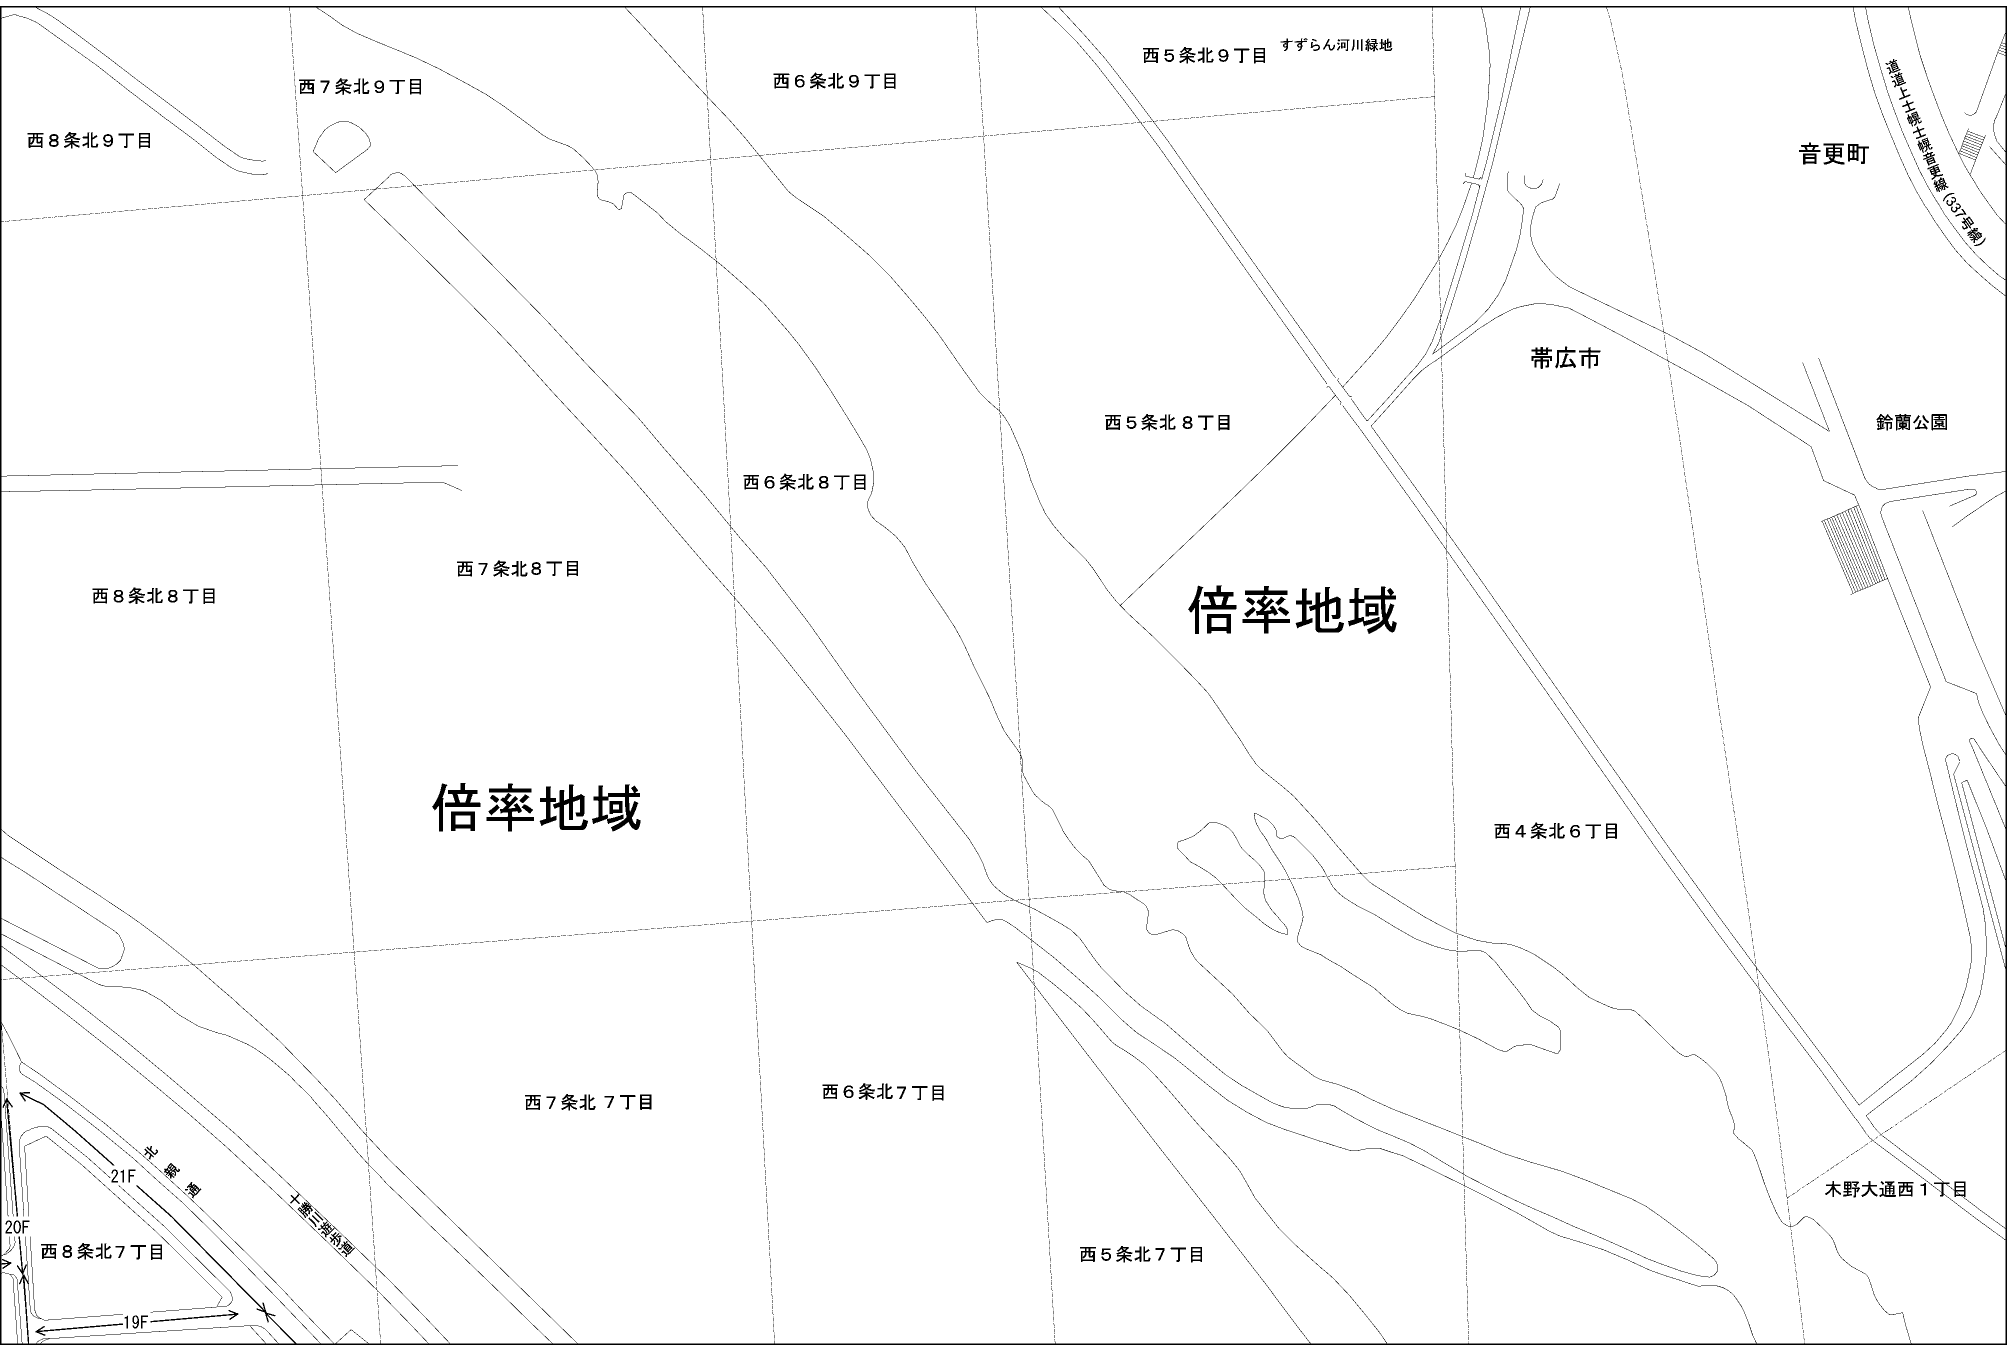 西５条北９丁目
すずらん河川緑地
西７条北９丁目
西６条北９丁目
西８条北９丁目
音更町
道道上士幌士幌音更線(337号線)
帯広市
西５条北８丁目
鈴蘭公園
西６条北８丁目
西７条北８丁目
西８条北８丁目
倍率地域
倍率地域
西４条北６丁目
西７条北７丁目
西６条北７丁目
北親通
21F
木野大通西１丁目
十勝川遊歩道
20F
西８条北７丁目
西５条北７丁目
19F